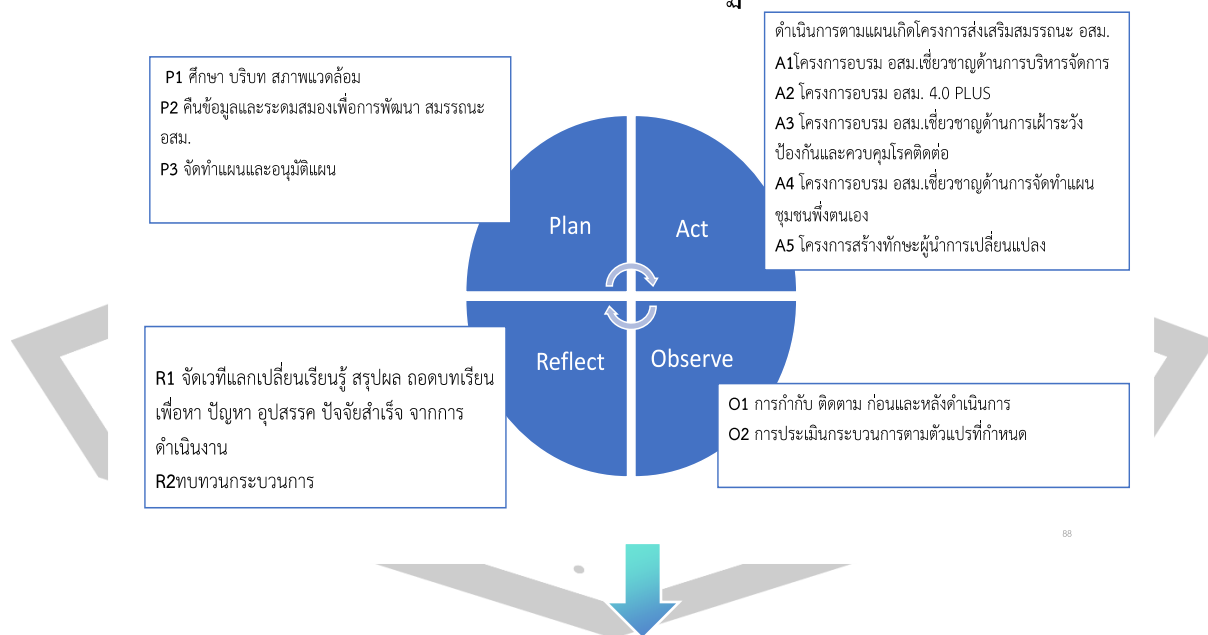 P1 ศึกษา บริบท สภาพแวดล้อม
P2 คืนข้อมูลและระดมสมองเพื่อการพัฒนา สมรรถนะ
อสม.
P3 จัดทำแผนและอนุมัติแผน
ดำเนินการตามแผนเกิดโครงการส่งเสริมสมรรถนะ อสม.
A1โครงการอบรม อสม.เชี่ยวชาญด้านการบริหารจัดการ
A2 โครงการอบรม อสม. 4.0 PLUS
A3 โครงการอบรม อสม.เชี่ยวชาญด้านการเฝ้าระวัง
ป้องกันและควบคุมโรคติดต่อ
A4 โครงการอบรม อสม.เชี่ยวชาญด้านการจัดทำแผน
ชุมชนพึ่งตนเอง
A5 โครงการสร้างทักษะผู้นำการเปลี่ยนแปลง
Plan
Act
Reflect
Observe
R1 จัดเวทีแลกเปลี่ยนเรียนรู้ สรุปผล ถอดบทเรียน
เพื่อหา ปัญหา อุปสรรค ปัจจัยสำเร็จ จากการ
ดำเนินงาน
R2ทบทวนกระบวนการ
O1 การกำกับ ติดตาม ก่อนและหลังดำเนินการ
O2 การประเมินกระบวนการตามตัวแปรที่กำหนด
88